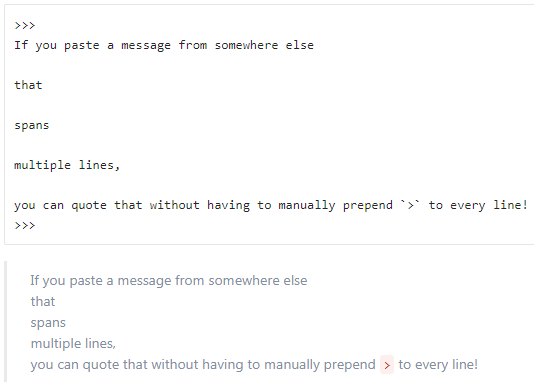 >>>
If you paste a message from somewhere else
that
spans
multiple lines,
you can quote that without having to manually prepend `>` to every line!
>>>
If you paste a message from somewhere else
that
spans
multiple lines,
you can quote that without having to manually prepend > to every line!